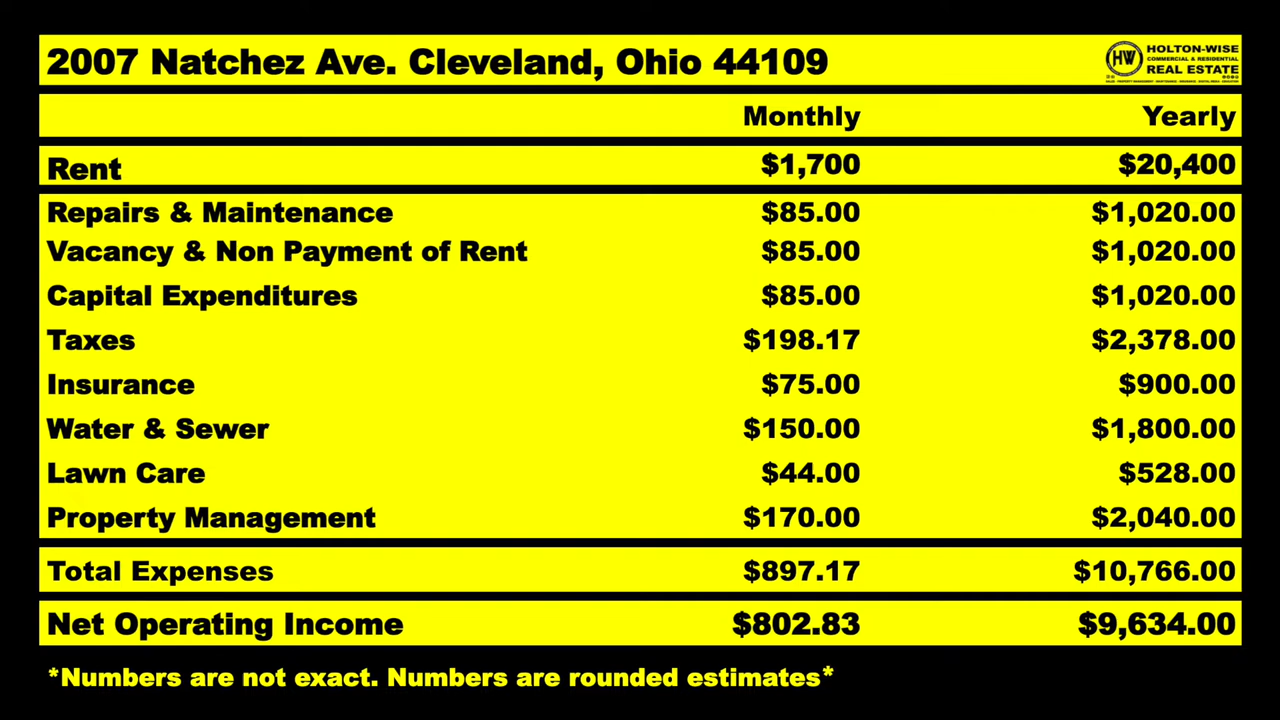 2007 Natchez Ave. Cleveland, Ohio 44109
HW
HOLTON-WISE
COMMERCIAL & RESIDENTIAL
REAL ESTATE
Monthly Yearly
Rent $1,700 $20,400
Repairs & Maintenance $85.00 $1,020.00
Vacancy & Non Payment of Rent $85.00 $1,020.00
Capital Expenditures $85.00 $1,020.00
Taxes $198.17 $2,378.00
Insurance $75.00 $900.00
Water & Sewer $150.00 $1,800.00
Lawn Care $44.00 $528.00
Property Management $170.00 $2,040.00
Total Expenses $897.17 $10,766.00
Net Operating Income $802.83 $9,634.00
*Numbers are not exact. Numbers are rounded estimates*